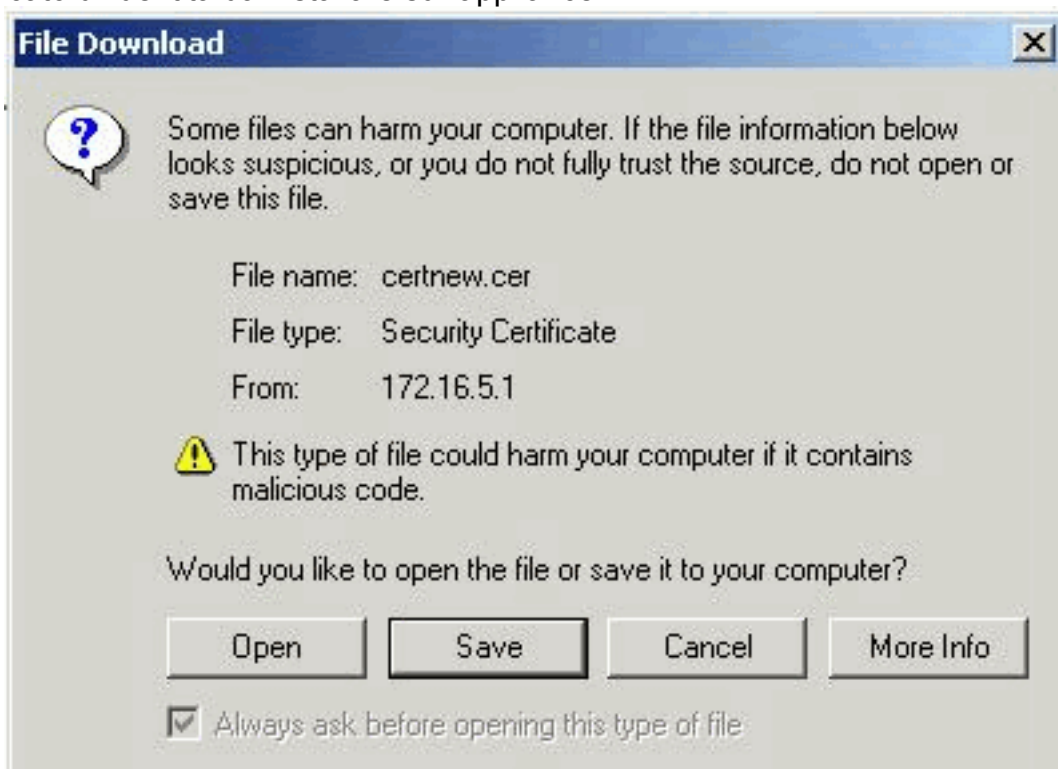 File Download
Some files can harm your computer. If the file information below
looks suspicious, or you do not fully trust the source, do not open or
save this file.
File name: certnew.cer
File type: Security Certificate
From: 172.16.5.1
This type of file could harm your computer if it contains
malicious code.
Would you like to open the file or save it to your computer?
Open Save Cancel More Info
Always ask before opening this type of file